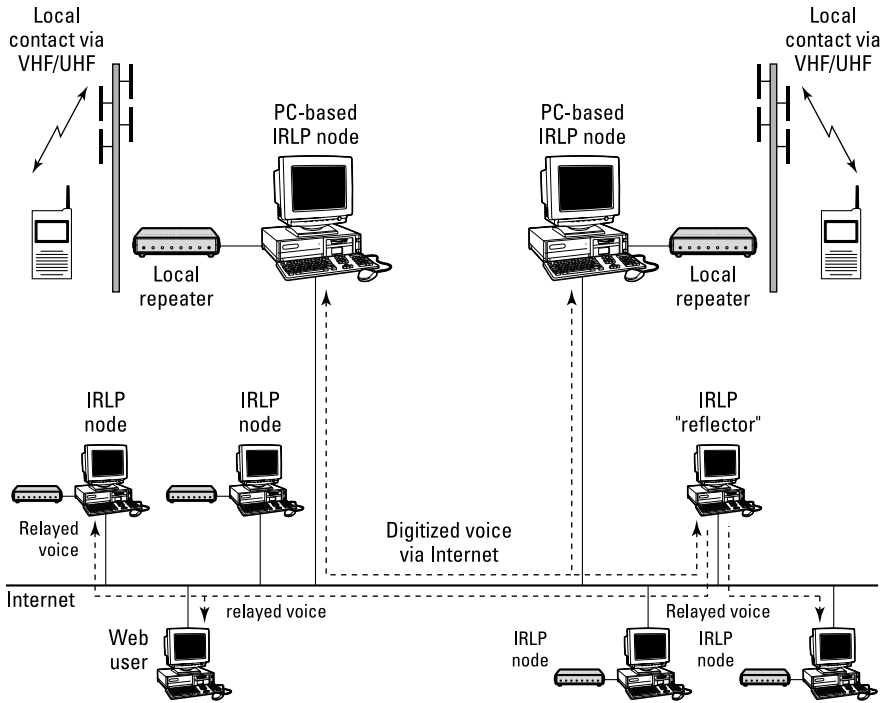 Local
contact via
VHF/UHF
Local
contact via
VHF/UHF
PC-based
IRLP node
PC-based
IRLP node
Local
repeater
Local
repeater
IRLP
node
IRLP
node
IRLP
"reflector"
Relayed
voice
Digitized voice
via Internet
Internet
relayed voice
Relayed voice
Web
user
IRLP
node
IRLP
node